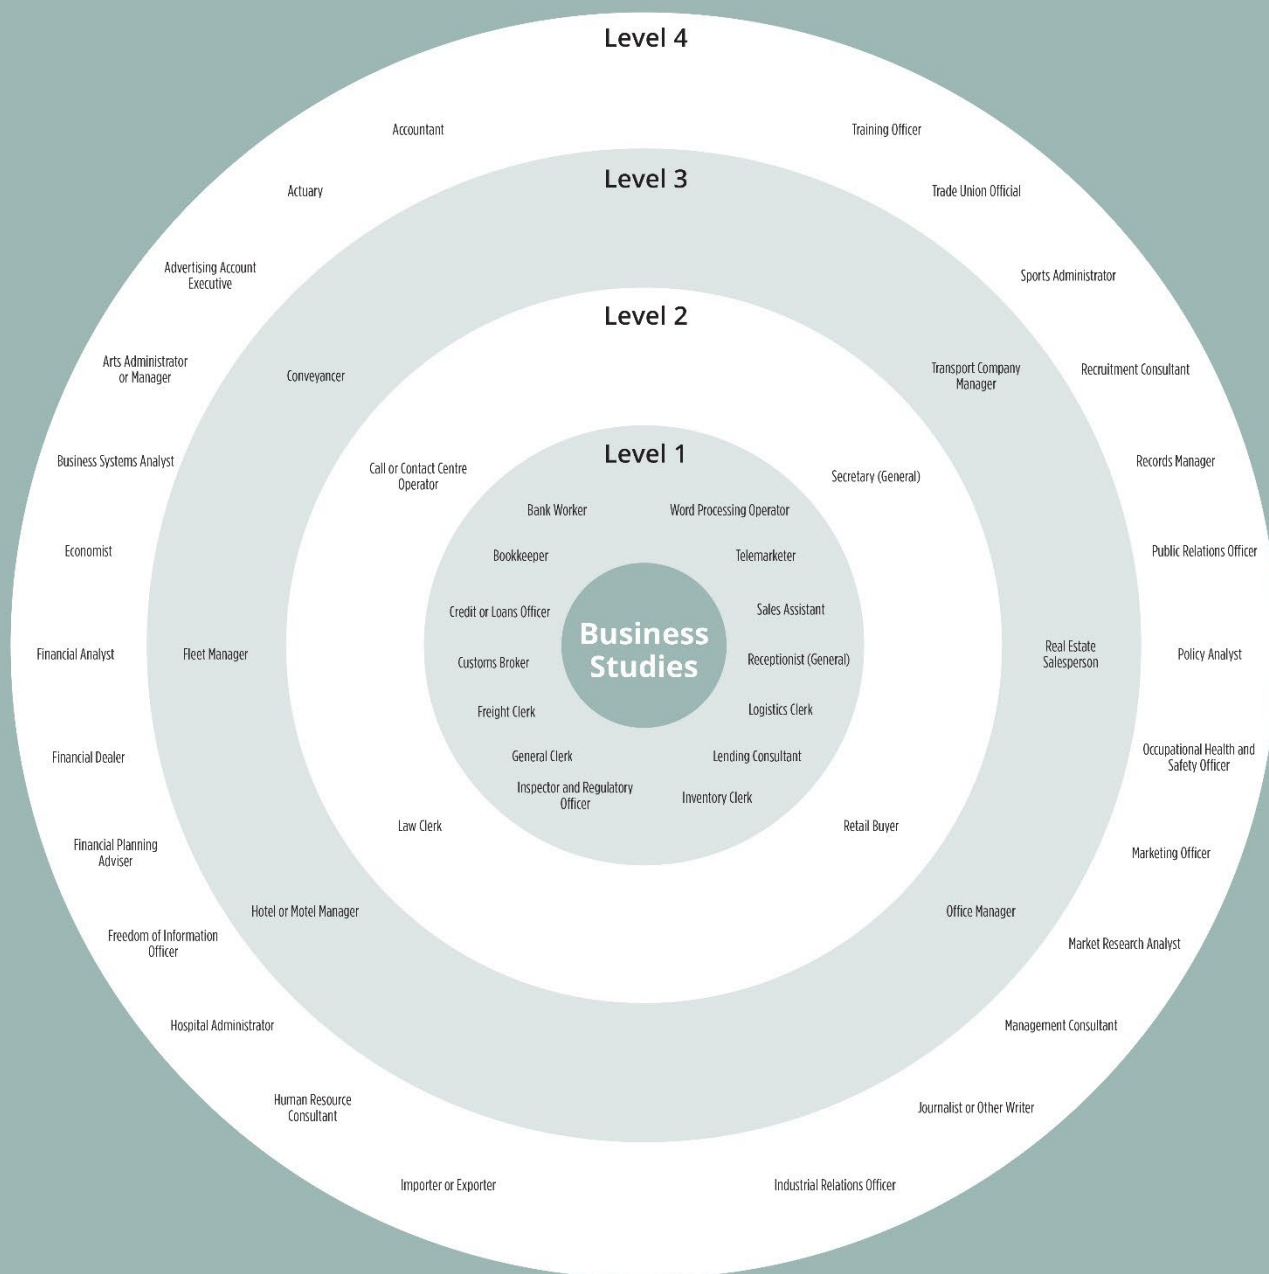 Level 4
Accountant
Training Officer
Actuary
Level 3
Trade Union Official
Advertising Account
Executive
Sports Administrator
Level 2
Arts Administrator
or Manager
Conveyancer
Transport Company
Manager
Recruitment Consultant
Business Systems Analyst
Call or Contact Centre
Operator
Level 1
Secretary (General)
Records Manager
Bank Worker
Word Processing Operator
Economist
Bookkeeper
Telemarketer
Public Relations Officer
Credit or Loans Officer
Sales Assistant
Business
Studies
Financial Analyst
Fleet Manager
Customs Broker
Receptionist (General)
Real Estate
Salesperson
Policy Analyst
Freight Clerk
Logistics Clerk
Financial Dealer
General Clerk
Lending Consultant
Occupational Health and
Safety Officer
Inspector and Regulatory
Officer
Inventory Clerk
Financial Planning
Adviser
Law Clerk
Retail Buyer
Marketing Officer
Freedom of Information
Officer
Hotel or Motel Manager
Office Manager
Market Research Analyst
Hospital Administrator
Management Consultant
Human Resource
Consultant
Journalist or Other Writer
Importer or Exporter
Industrial Relations Officer